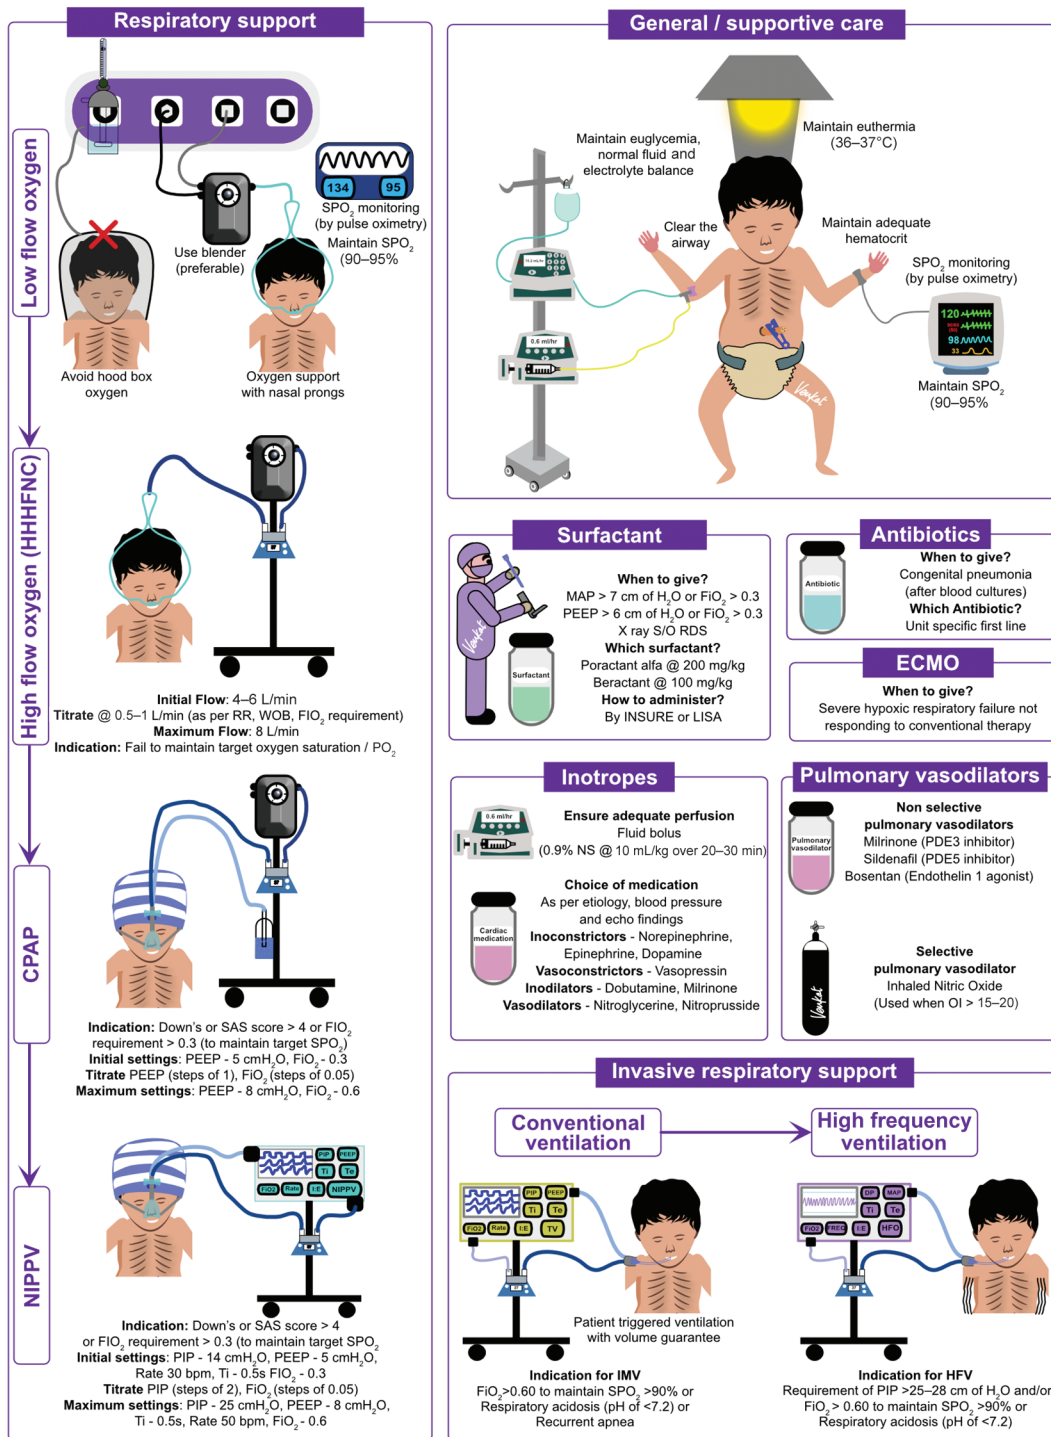 Respiratory support
Low flow oxygen
134
95
SPO2 monitoring
(by pulse oximetry)
Maintain SPO2
(90–95%
Use blender
(preferable)
Avoid hood box
oxygen
Oxygen support
with nasal prongs
High flow oxygen (HHHFNC)
Initial Flow: 4–6 L/min
Titrate @ 0.5–1 L/min (as per RR, WOB, FIO2 requirement)
Maximum Flow: 8 L/min
Indication: Fail to maintain target oxygen saturation / PO2
CPAP
Indication: Down's or SAS score > 4 or FIO2
requirement > 0.3 (to maintain target SPO2)
Initial settings: PEEP - 5 cmH2O, FiO2 - 0.3
Titrate PEEP (steps of 1), FiO2 (steps of 0.05)
Maximum settings: PEEP - 8 cmH2O, FiO2 - 0.6
NIPPV
PIP
PEEP
Ti
Te
FiO2
Rate
I:E
NIPPV
Indication: Down's or SAS score > 4
or FIO2 requirement > 0.3 (to maintain target SPO2
Initial settings: PIP - 14 cmH2O, PEEP - 5 cmH2O,
Rate 30 bpm, Ti - 0.5s FIO2 - 0.3
Titrate PIP (steps of 2), FiO2 (steps of 0.05)
Maximum settings: PIP - 25 cmH2O, PEEP - 8 cmH2O,
Ti - 0.5s, Rate 50 bpm, FiO2 - 0.6
General / supportive care
Maintain euglycemia,
normal fluid and
electrolyte balance
Maintain euthermia
(36–37°C)
Clear the
airway
Maintain adequate
hematocrit
SPO2 monitoring
(by pulse oximetry)
120
98
33
Maintain SPO2
(90–95%
0.6 ml/hr
Venkat
Surfactant
Venkat
Surfactant
When to give?
MAP > 7 cm of H2O or FiO2 > 0.3
PEEP > 6 cm of H2O or FiO2 > 0.3
X ray S/O RDS
Which surfactant?
Poractant alfa @ 200 mg/kg
Beractant @ 100 mg/kg
How to administer?
By INSURE or LISA
Antibiotics
Antibiotic
When to give?
Congenital pneumonia
(after blood cultures)
Which Antibiotic?
Unit specific first line
ECMO
When to give?
Severe hypoxic respiratory failure not
responding to conventional therapy
Inotropes
0.6 ml/hr
Ensure adequate perfusion
Fluid bolus
(0.9% NS @ 10 mL/kg over 20–30 min)
Cardiac
medication
Choice of medication
As per etiology, blood pressure
and echo findings
Inoconstrictors - Norepinephrine,
Epinephrine, Dopamine
Vasoconstrictors - Vasopressin
Inodilators - Dobutamine, Milrinone
Vasodilators - Nitroglycerine, Nitroprusside
Pulmonary vasodilators
Pulmonary
vasodilator
Non selective
pulmonary vasodilators
Milrinone (PDE3 inhibitor)
Sildenafil (PDE5 inhibitor)
Bosentan (Endothelin 1 agonist)
Venkat
Selective
pulmonary vasodilator
Inhaled Nitric Oxide
(Used when OI > 15–20)
Invasive respiratory support
Conventional
ventilation
High frequency
ventilation
PIP
PEEP
Ti
Te
FiO2
Rate
I:E
TV
Patient triggered ventilation
with volume guarantee
Indication for IMV
FiO2>0.60 to maintain SPO2 >90% or
Respiratory acidosis (pH of <7.2) or
Recurrent apnea
DP
MAP
Ti
Te
FiO2
FREQ
I:E
HFO
Indication for HFV
Requirement of PIP >25–28 cm of H2O and/or
FiO2 > 0.60 to maintain SPO2 >90% or
Respiratory acidosis (pH of <7.2)